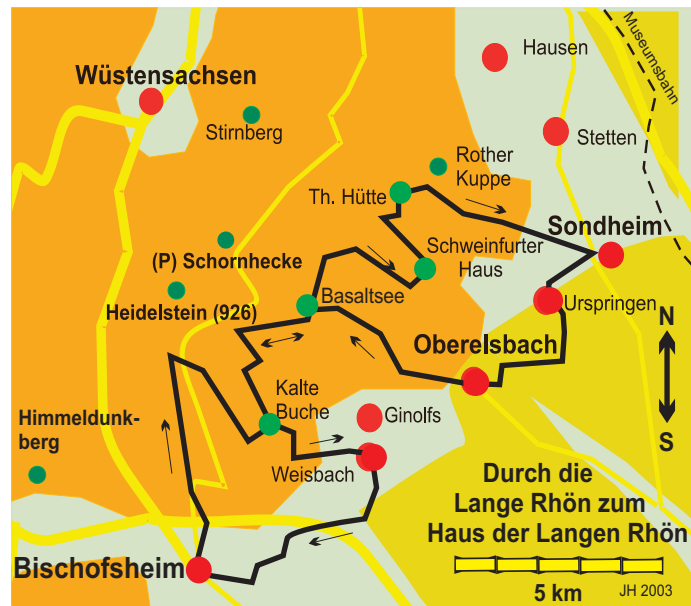 Hausen
Museumsbahn
Wüstensachsen
Stirnberg
Stetten
Rother
Kuppe
Th. Hütte
Sondheim
(P) Schornhecke
Schweinfurter
Haus
Heidelstein (926)
Basaltsee
Urspringen
N
Oberelsbach
S
Kalte
Buche
Himmeldunk-
berg
Ginolfs
Weisbach
Durch die
Lange Rhön zum
Haus der Langen Rhön
Bischofsheim
5 km
JH 2003